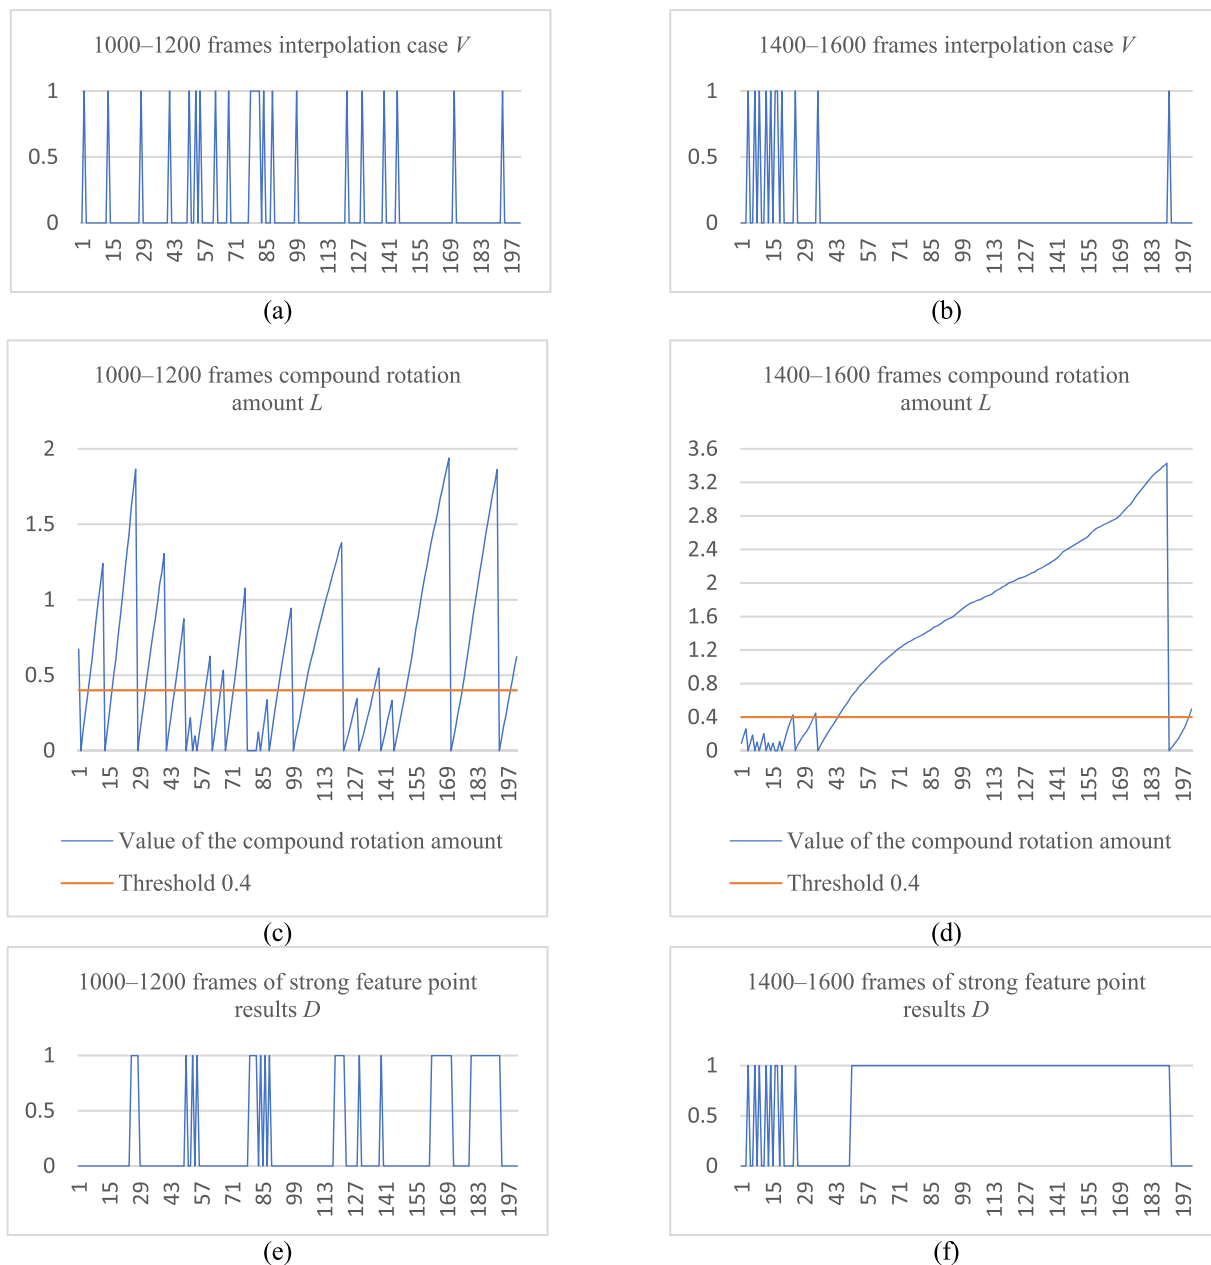 1000–1200 frames interpolation case V
1
0.5
0
1 15 29 43 57 71 85 99 113 127 141 155 169 183 197
(a)
1400–1600 frames interpolation case V
1
0.5
0
1 15 29 43 57 71 85 99 113 127 141 155 169 183 197
(b)
1000–1200 frames compound rotation
amount L
2
1.5
1
0.5
0
1 15 29 43 57 71 85 99 113 127 141 155 169 183 197
Value of the compound rotation amount
Threshold 0.4
(c)
1400–1600 frames compound rotation
amount L
3.6
3.2
2.8
2.4
2
1.6
1.2
0.8
0.4
0
1 15 29 43 57 71 85 99 113 127 141 155 169 183 197
Value of the compound rotation amount
Threshold 0.4
(d)
1000–1200 frames of strong feature point
results D
1
0.5
0
1 15 29 43 57 71 85 99 113 127 141 155 169 183 197
(e)
1400–1600 frames of strong feature point
results D
1
0.5
0
1 15 29 43 57 71 85 99 113 127 141 155 169 183 197
(f)